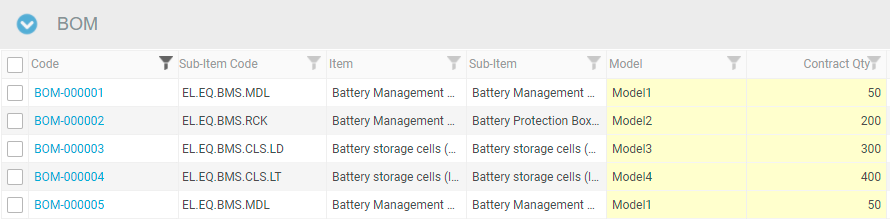 BOM
Code Sub-Item Code Item Sub-Item Model Contract Qty
BOM-000001 EL.EQ.BMS.MDL Battery Management ... Battery Management ... Model1 50
BOM-000002 EL.EQ.BMS.RCK Battery Management ... Battery Protection Box... Model2 200
BOM-000003 EL.EQ.BMS.CLS.LD Battery storage cells (... Battery storage cells (... Model3 300
BOM-000004 EL.EQ.BMS.CLS.LT Battery storage cells (l... Battery storage cells (l... Model4 400
BOM-000005 EL.EQ.BMS.MDL Battery Management ... Battery Management ... Model1 50